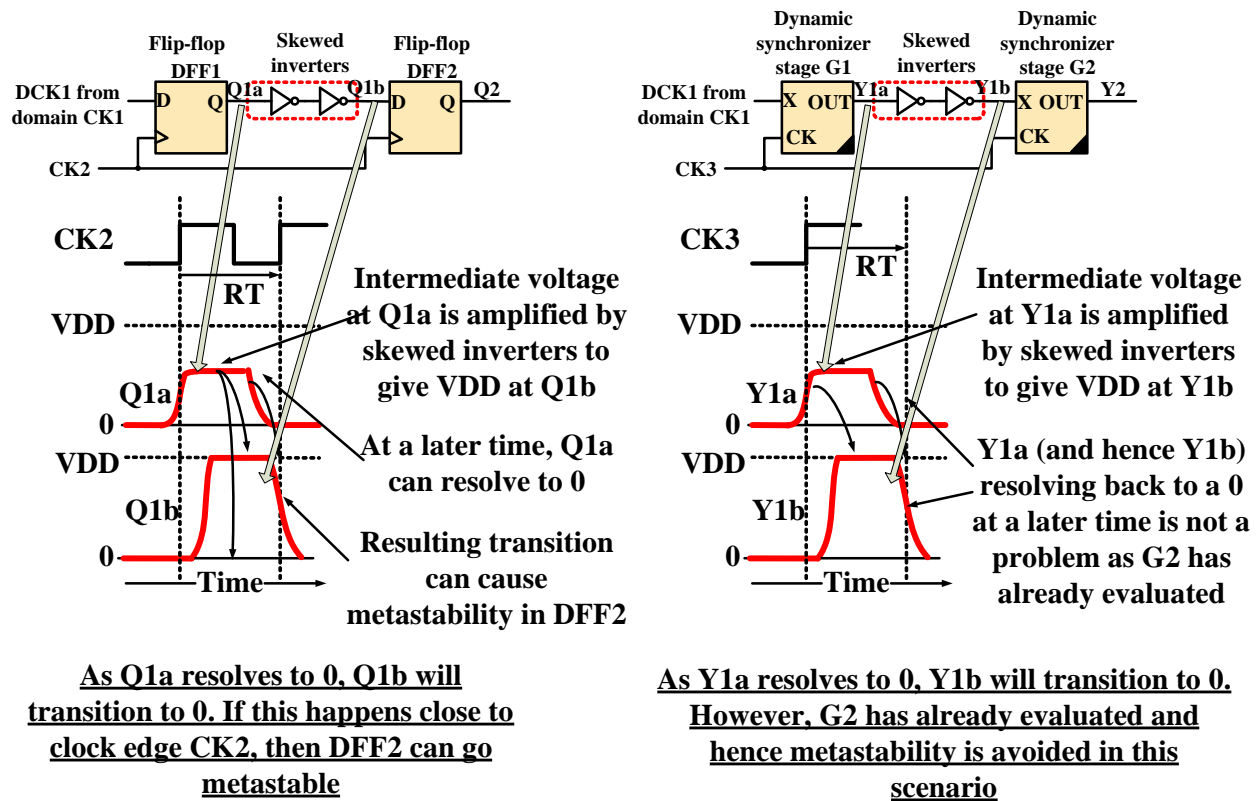 Flip-flop
DFF1
Skewed
inverters
Flip-flop
DFF2
DCK1 from
domain CK1
D
Q
Q1a
Q1b
D
Q
Q2
CK2
CK2
RT
VDD
Intermediate voltage
at Q1a is amplified by
skewed inverters to
give VDD at Q1b
Q1a
0
VDD
At a later time, Q1a
can resolve to 0
Q1b
0
Resulting transition
can cause
metastability in DFF2
Time
As Q1a resolves to 0, Q1b will
transition to 0. If this happens close to
clock edge CK2, then DFF2 can go
metastable
Dynamic
synchronizer
stage G1
Skewed
inverters
Dynamic
synchronizer
stage G2
DCK1 from
domain CK1
X OUT
CK
Y1a
Y1b
X OUT
CK
Y2
CK3
CK3
RT
VDD
Intermediate voltage
at Y1a is amplified
by skewed inverters
to give VDD at Y1b
Y1a
0
VDD
Y1a (and hence Y1b)
resolving back to a 0
at a later time is not a
problem as G2 has
already evaluated
Y1b
0
Time
As Y1a resolves to 0, Y1b will transition to 0.
However, G2 has already evaluated and
hence metastability is avoided in this
scenario